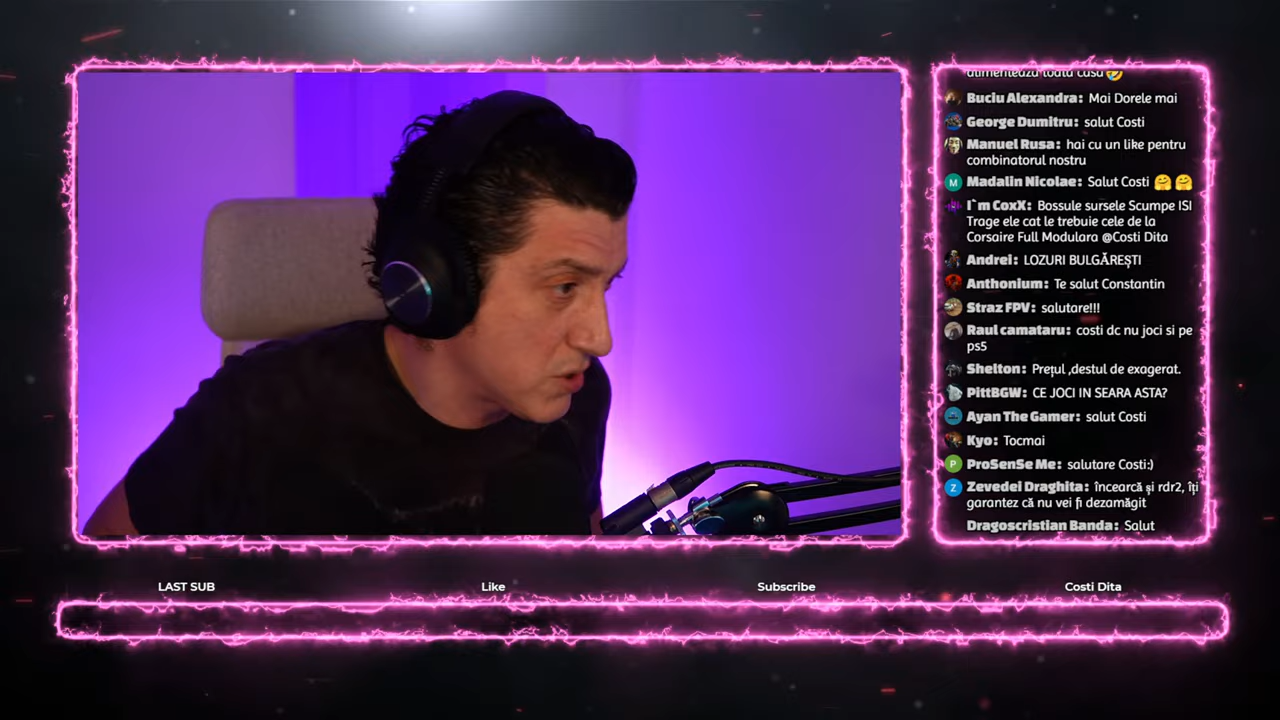 alimentează toată casa 🤣
Buciu Alexandra: Mai Dorele mai
George Dumitru: salut Costi
Manuel Rusa: hai cu un like pentru
combinatorul nostru
M Madalin Nicolae: Salut Costi 🤗 🤗
I`m CoxX: Bossule sursele Scumpe ISI
Trage ele cat le trebuie cele de la
Corsaire Full Modulara @Costi Dita
Andrei: LOZURI BULGĂREȘTI
Anthonium: Te salut Constantin
Straz FPV: salutare!!!
Raul camataru: costi dc nu joci si pe
ps5
Shelton: Prețul ,destul de exagerat.
PittBGW: CE JOCI IN SEARA ASTA?
Ayan The Gamer: salut Costi
Kyo: Tocmai
P ProSenSe Me: salutare Costi:)
Z Zevedei Draghita: încearcă și rdr2, îți
garantez că nu vei fi dezamăgit
Dragoscristian Banda: Salut
LAST SUB
Like
Subscribe
Costi Dita